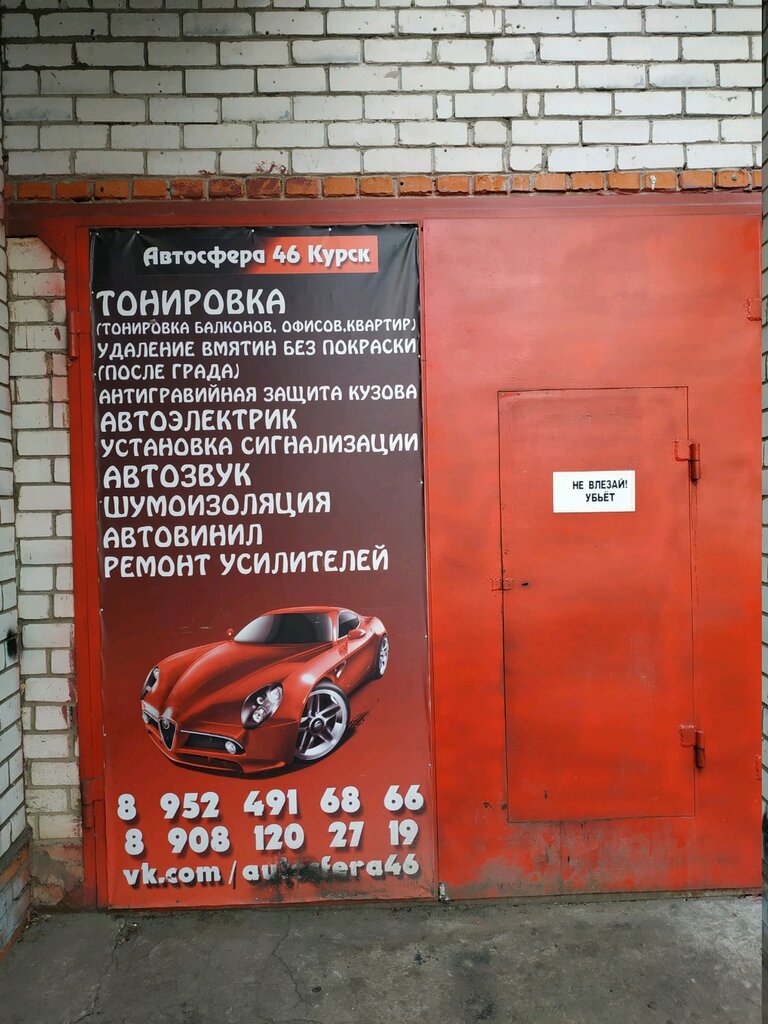 Автосфера 46 Курск
ТОНИРОВКА
(ТОНИРОВКА БАЛКОНОВ, ОФИСОВ,КВАРТИР)
УДАЛЕНИЕ ВМЯТИН БЕЗ ПОКРАСКИ
(ПОСЛЕ ГРАДА)
АНТИГРАВИЙНАЯ ЗАЩИТА КУЗОВА
АВТОЭЛЕКТРИК
УСТАНОВКА СИГНАЛИЗАЦИИ
АВТОЗВУК
ШУМОИЗОЛЯЦИЯ
АВТОВИНИЛ
РЕМОНТ УСИЛИТЕЛЕЙ
8 952 491 68 66
8 908 120 27 19
vk.com/autosfera46
НЕ ВЛЕЗАЙ!
УБЬЁТ